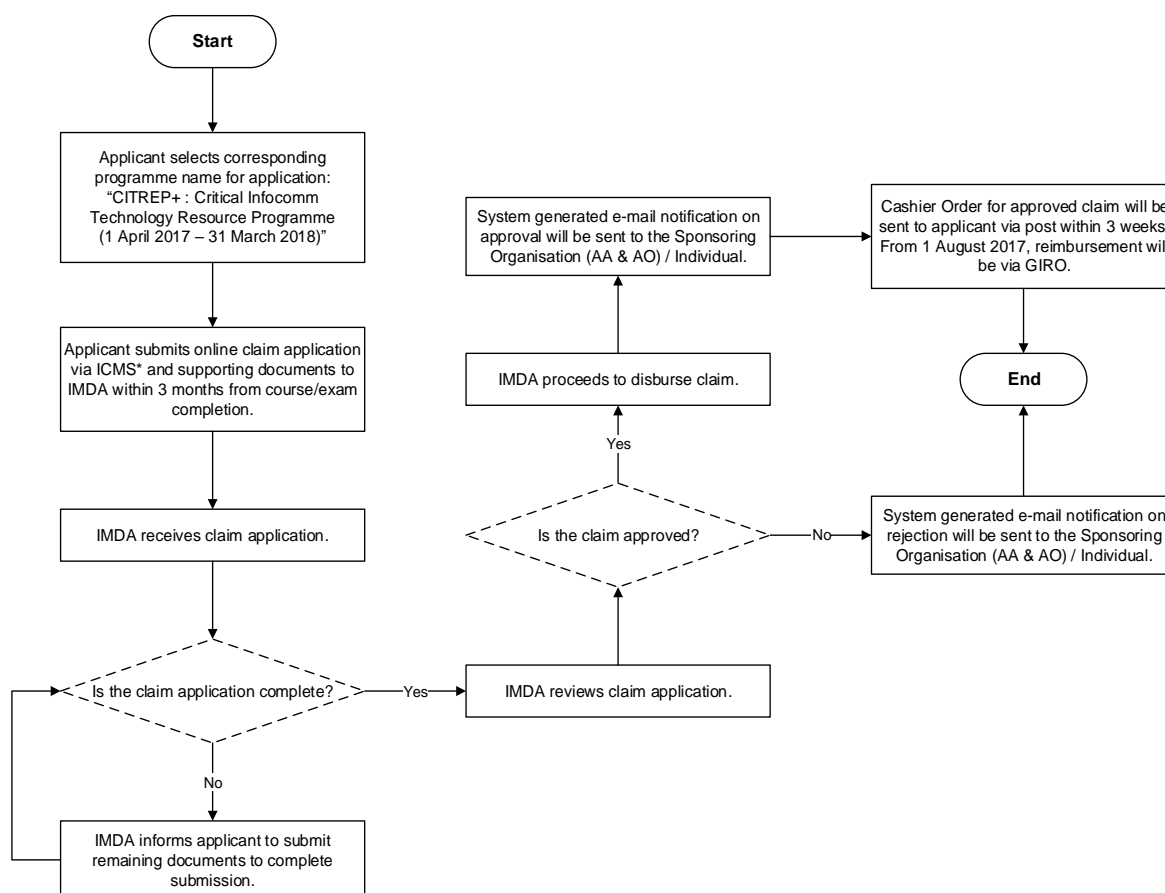 Start
Applicant selects corresponding
programme name for application:
“CITREP+ : Critical Infocomm
Technology Resource Programme
(1 April 2017 – 31 March 2018)”
Applicant submits online claim application
via ICMS* and supporting documents to
IMDA within 3 months from course/exam
completion.
IMDA receives claim application.
Is the claim application complete?
Yes
No
IMDA informs applicant to submit
remaining documents to complete
submission.
IMDA reviews claim application.
Is the claim approved?
Yes
No
IMDA proceeds to disburse claim.
System generated e-mail notification on
approval will be sent to the Sponsoring
Organisation (AA & AO) / Individual.
Cashier Order for approved claim will be
sent to applicant via post within 3 weeks.
From 1 August 2017, reimbursement will
be via GIRO.
System generated e-mail notification on
rejection will be sent to the Sponsoring
Organisation (AA & AO) / Individual.
End